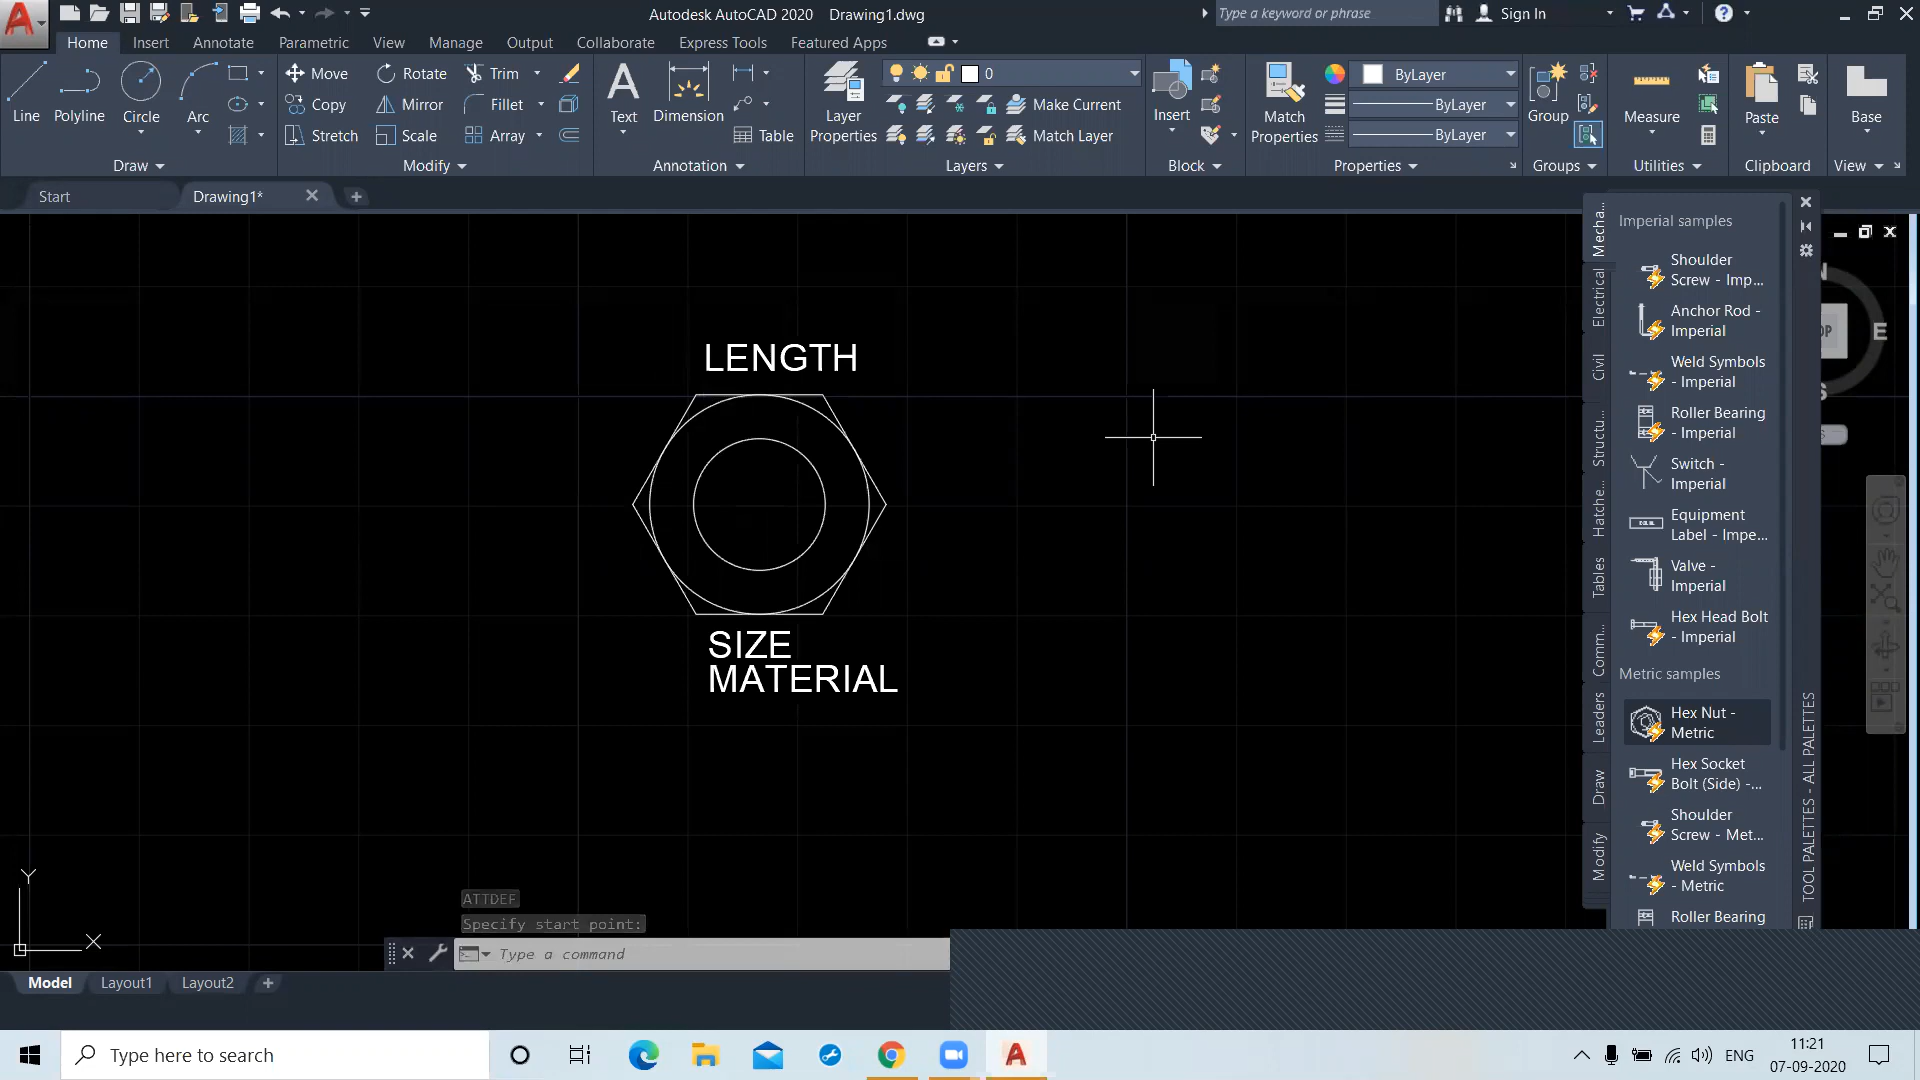 Autodesk AutoCAD 2020 Drawing1.dwg
Type a keyword or phrase
Sign In
Home Insert Annotate Parametric View Manage Output Collaborate Express Tools Featured Apps
Line Polyline Circle Arc
Draw
Move Rotate Trim
Copy Mirror Fillet
Stretch Scale Array
Modify
Text Dimension Table
Annotation
Layer Properties
0
Make Current
Match Layer
Layers
Insert
Block
Match Properties
ByLayer
ByLayer
ByLayer
Properties
Group
Groups
Measure
Utilities
Paste
Clipboard
Base
View
Start Drawing1*
LENGTH
SIZE
MATERIAL
Mecha...
Electrical
Civil
Structu...
Hatche...
Tables
Comm...
Leaders
Draw
Modify
Imperial samples
Shoulder
Screw - Imp...
Anchor Rod -
Imperial
Weld Symbols
- Imperial
Roller Bearing
- Imperial
Switch -
Imperial
Equipment
Label - Impe...
Valve -
Imperial
Hex Head Bolt
- Imperial
Metric samples
Hex Nut -
Metric
Hex Socket
Bolt (Side) -...
Shoulder
Screw - Met...
Weld Symbols
- Metric
Roller Bearing
TOOL PALETTES - ALL PALETTES
E
Y
X
ATTDEF
Specify start point:
Type a command
Model Layout1 Layout2
Type here to search
ENG
11:21
07-09-2020